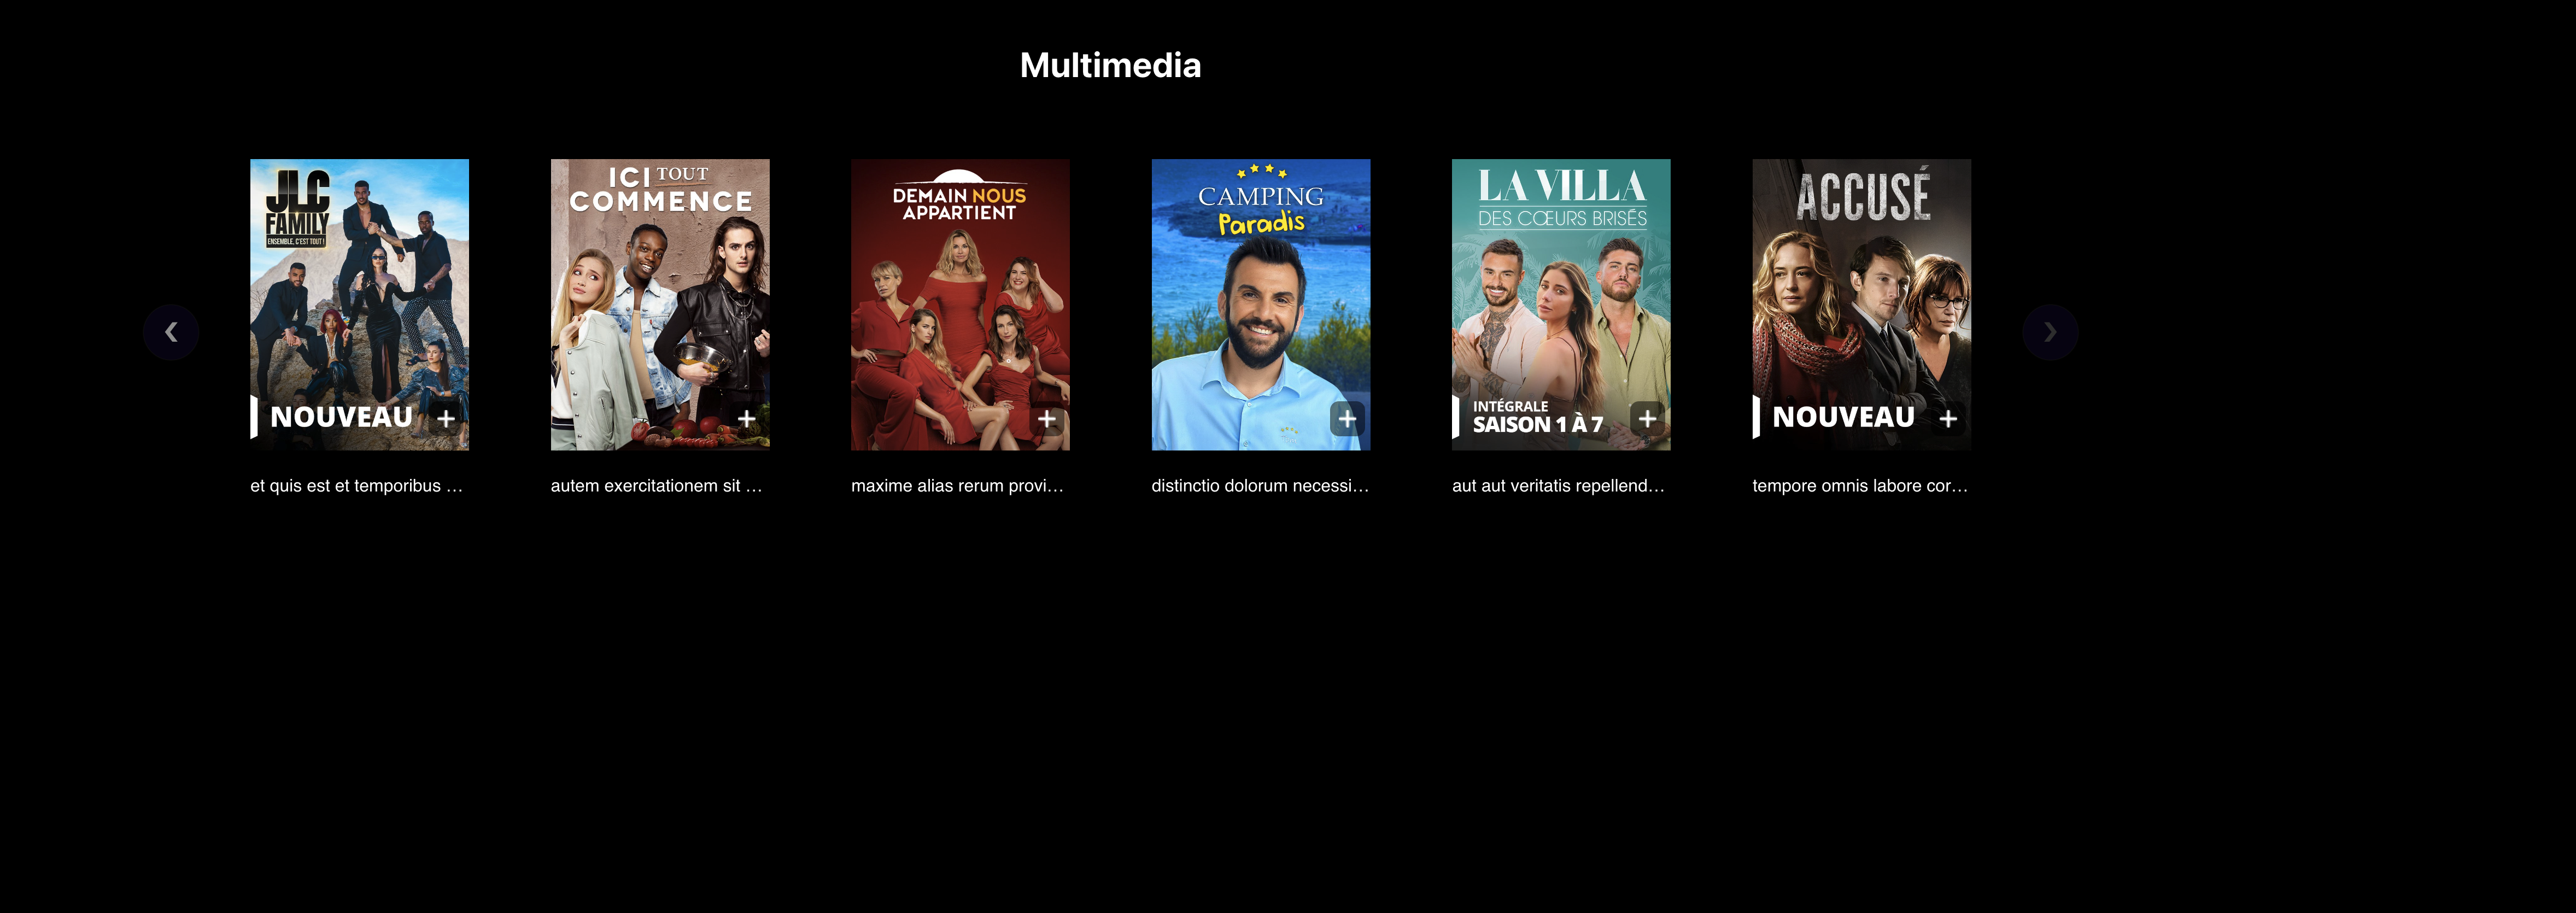 Multimedia
JLC
FAMILY
ENSEMBLE, C'EST TOUT !
NOUVEAU
et quis est et temporibus ...
ICI TOUT
COMMENCE
autem exercitationem sit ...
DEMAIN NOUS
APPARTIENT
maxime alias rerum provi...
CAMPING
Paradis
distinctio dolorum necessi...
LA VILLA
DES CŒURS BRISÉS
INTÉGRALE
SAISON 1 À 7
aut aut veritatis repellend...
ACCUSÉ
NOUVEAU
tempore omnis labore cor...